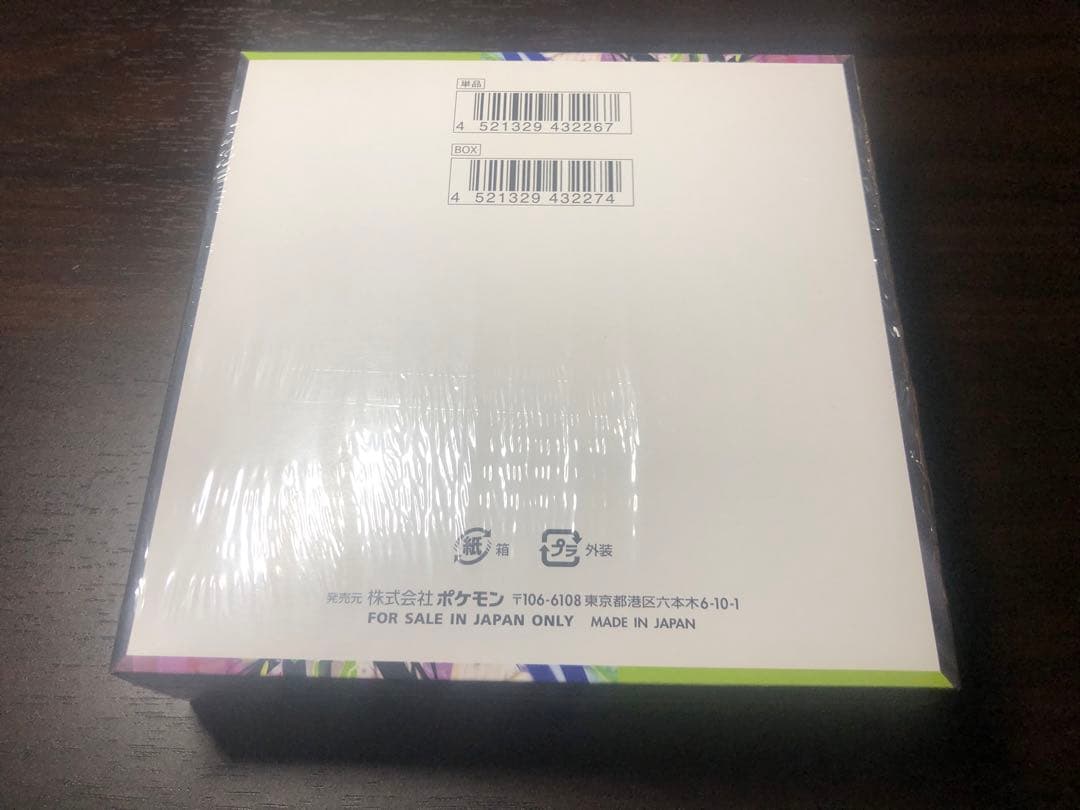 単品
4 521329 432267
BOX
4 521329 432274
紙 箱 プラ 外装
発売元 株式会社 ポケモン 〒106-6108 東京都港区六本木6-10-1
FOR SALE IN JAPAN ONLY MADE IN JAPAN